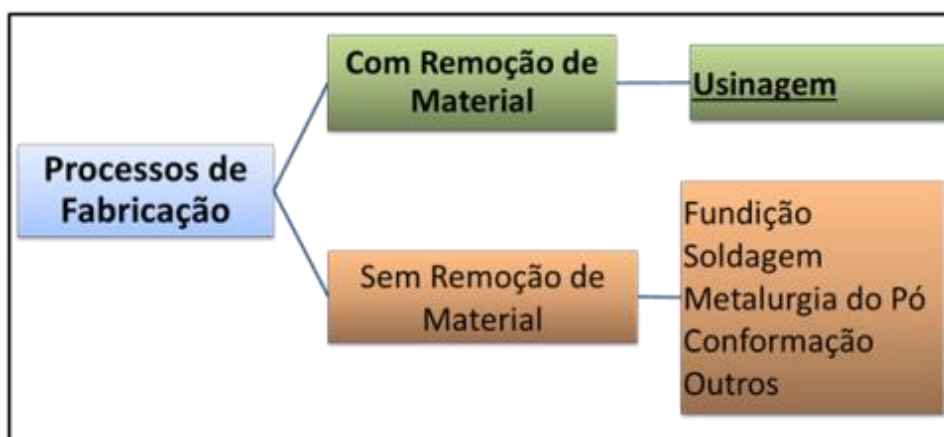 Processos de
Fabricação
Com Remoção de
Material
Usinagem
Sem Remoção de
Material
Fundição
Soldagem
Metalurgia do Pó
Conformação
Outros